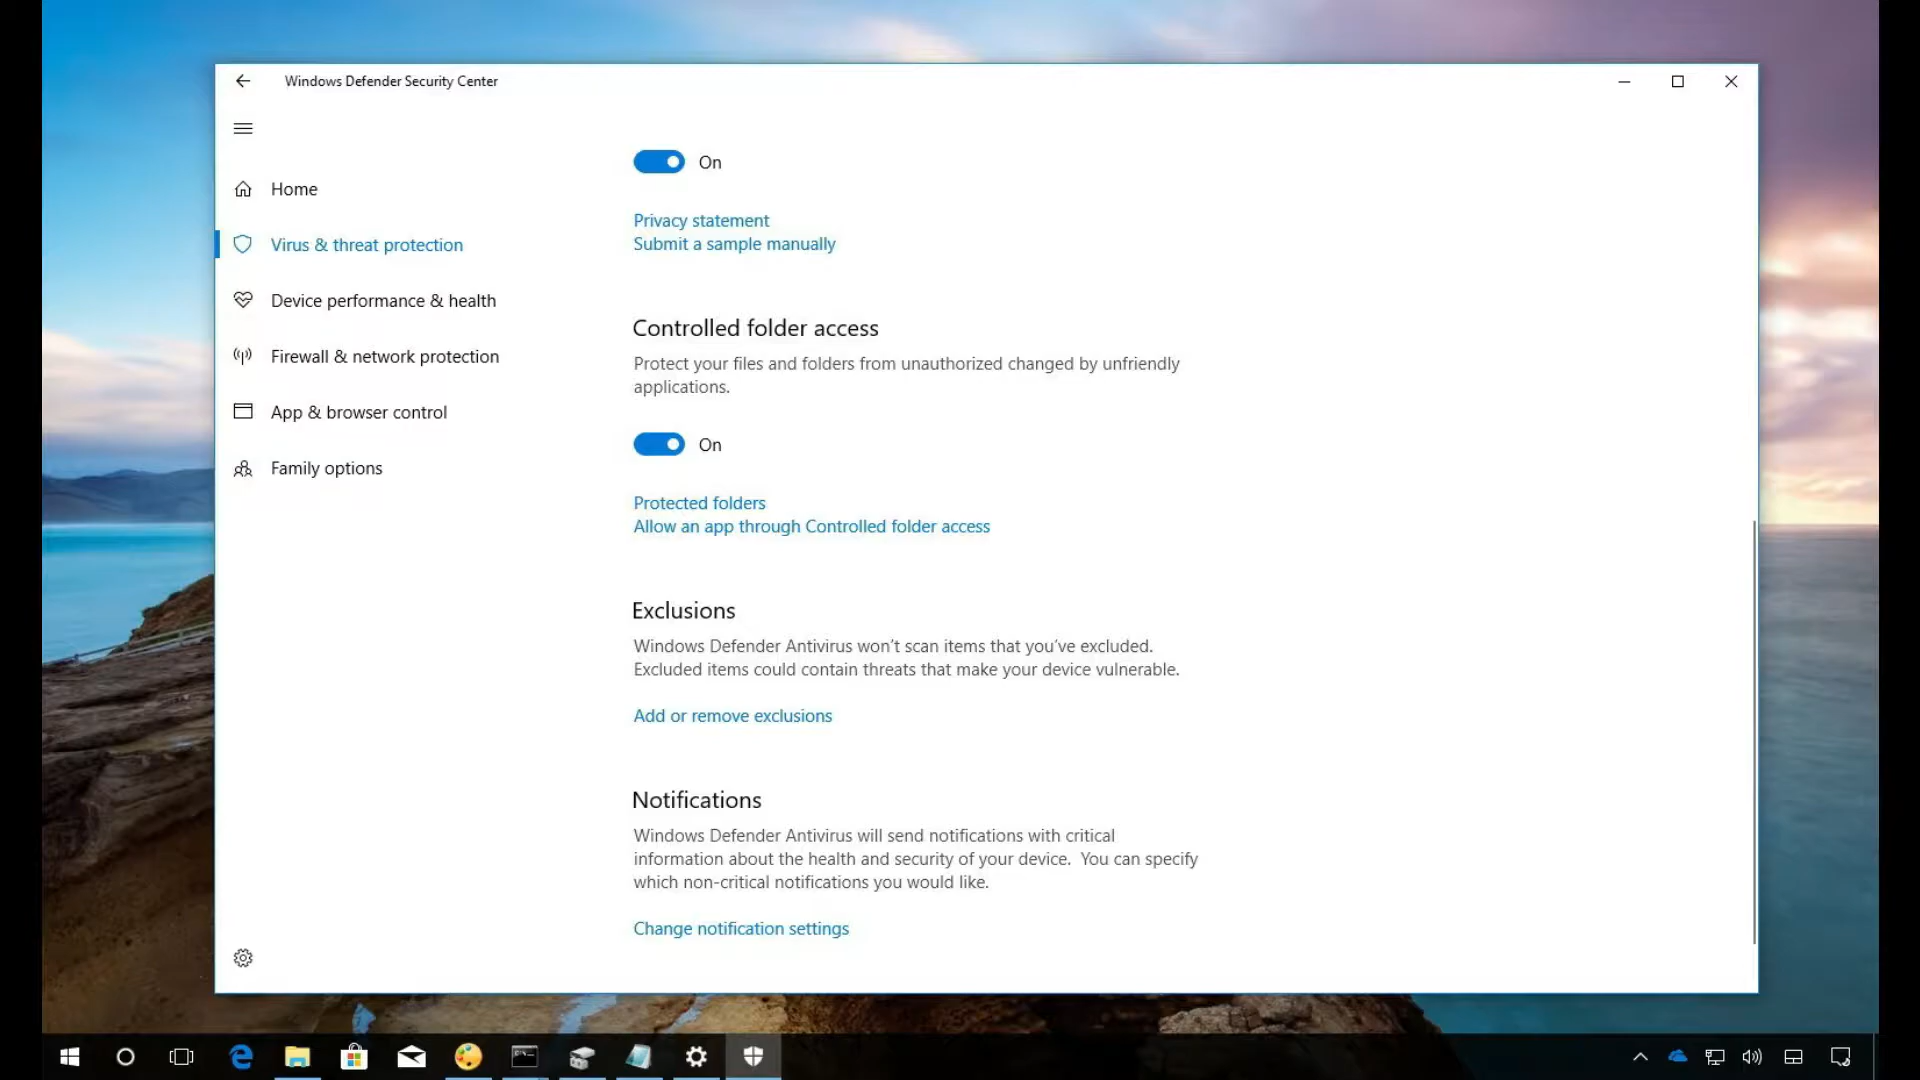 Windows Defender Security Center
Home
Virus & threat protection
Device performance & health
Firewall & network protection
App & browser control
Family options
On
Privacy statement
Submit a sample manually
Controlled folder access
Protect your files and folders from unauthorized changed by unfriendly
applications.
On
Protected folders
Allow an app through Controlled folder access
Exclusions
Windows Defender Antivirus won't scan items that you've excluded.
Excluded items could contain threats that make your device vulnerable.
Add or remove exclusions
Notifications
Windows Defender Antivirus will send notifications with critical
information about the health and security of your device.  You can specify
which non-critical notifications you would like.
Change notification settings